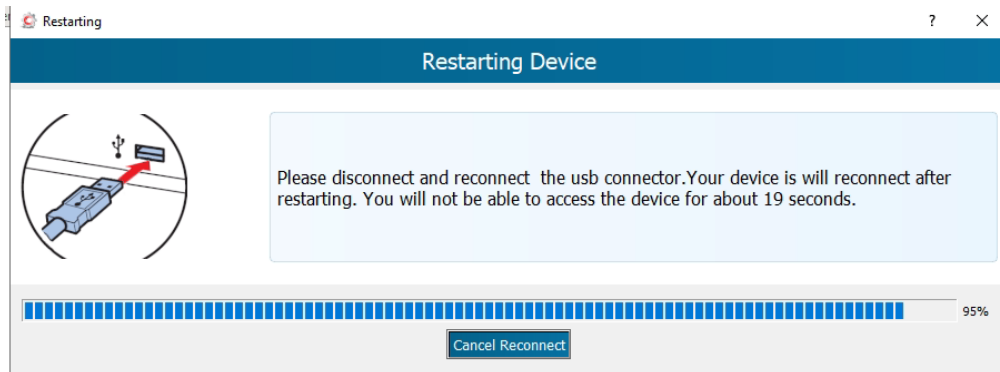 Restarting
?
Restarting Device
Please disconnect and reconnect  the usb connector.Your device is will reconnect after
restarting. You will not be able to access the device for about 19 seconds.
95%
Cancel Reconnect